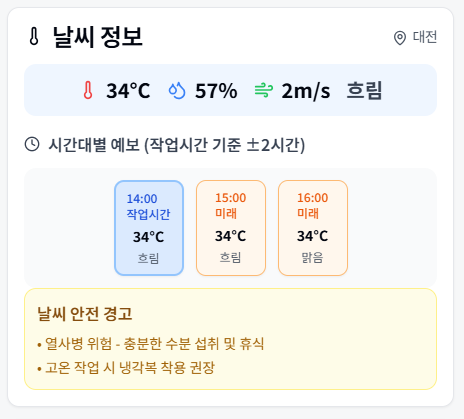 날씨 정보
대전
34°C 57% 2m/s 흐림
시간대별 예보 (작업시간 기준 ±2시간)
14:00 15:00 16:00
작업시간 미래 미래
34°C 34°C 34°C
흐림 흐림 맑음
날씨 안전 경고
• 열사병 위험 - 충분한 수분 섭취 및 휴식
• 고온 작업 시 냉각복 착용 권장